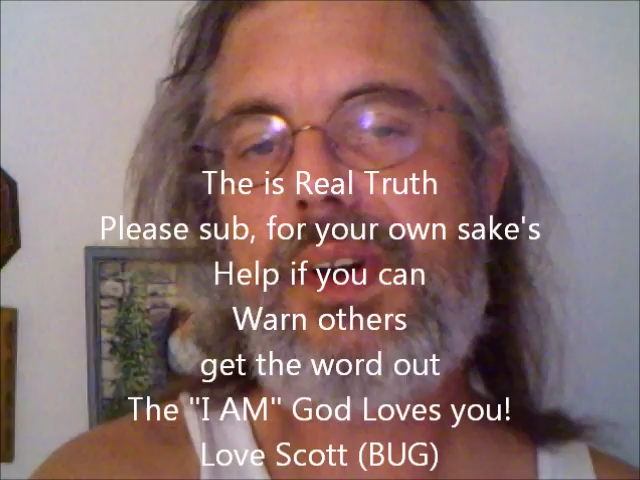 The is Real Truth
Please sub, for your own sake's
Help if you can
Warn others
get the word out
The "I AM" God Loves you!
Love Scott (BUG)